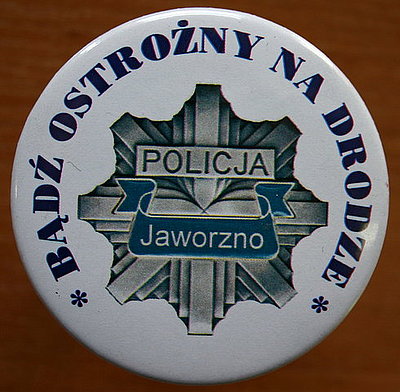 * BĄDŹ OSTROŻNY NA DRODZE *
POLICJA
Jaworzno